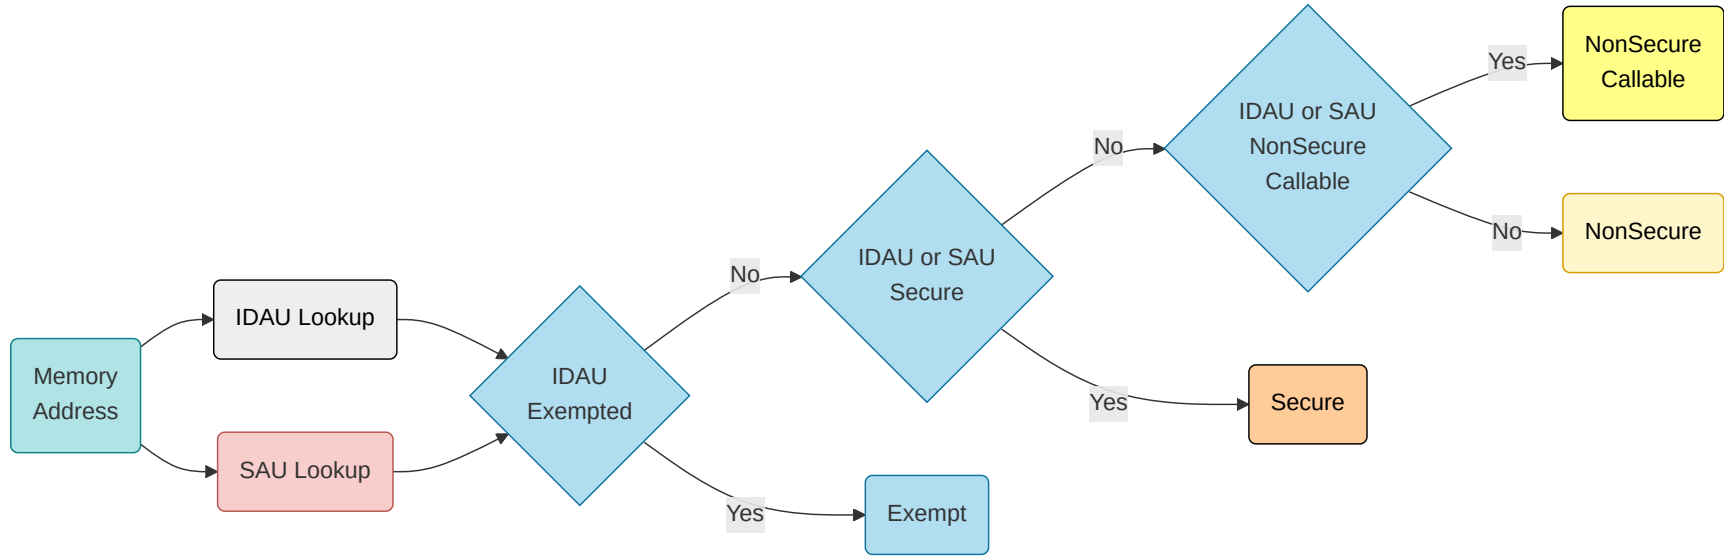 Memory
Address
IDAU Lookup
SAU Lookup
IDAU
Exempted
No
Yes
Exempt
IDAU or SAU
Secure
No
Yes
Secure
IDAU or SAU
NonSecure
Callable
Yes
No
NonSecure
Callable
NonSecure